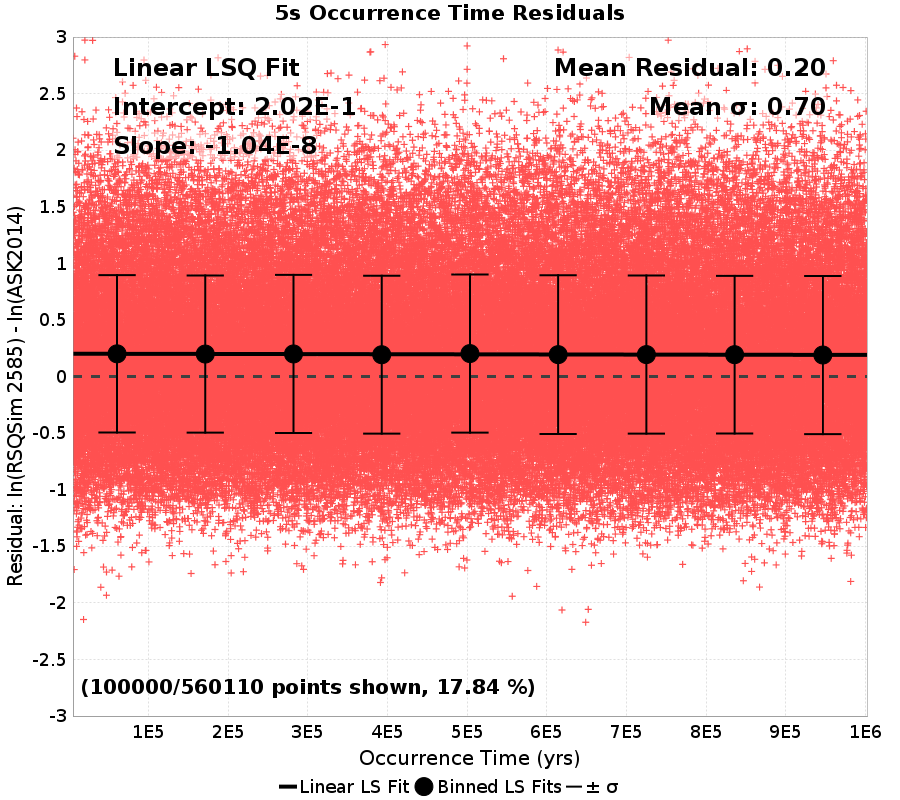 5s Occurrence Time Residuals
Linear LSQ Fit
Mean Residual: 0.20
Intercept: 2.02E-1
Mean σ: 0.70
Slope: -1.04E-8
Residual: ln(RSQSim 2585) - ln(ASK2014)
3
2.5
2
1.5
1
0.5
0
-0.5
-1
-1.5
-2
-2.5
-3
(100000/560110 points shown, 17.84 %)
1E5 2E5 3E5 4E5 5E5 6E5 7E5 8E5 9E5 1E6
Occurrence Time (yrs)
Linear LS Fit Binned LS Fits ± σ